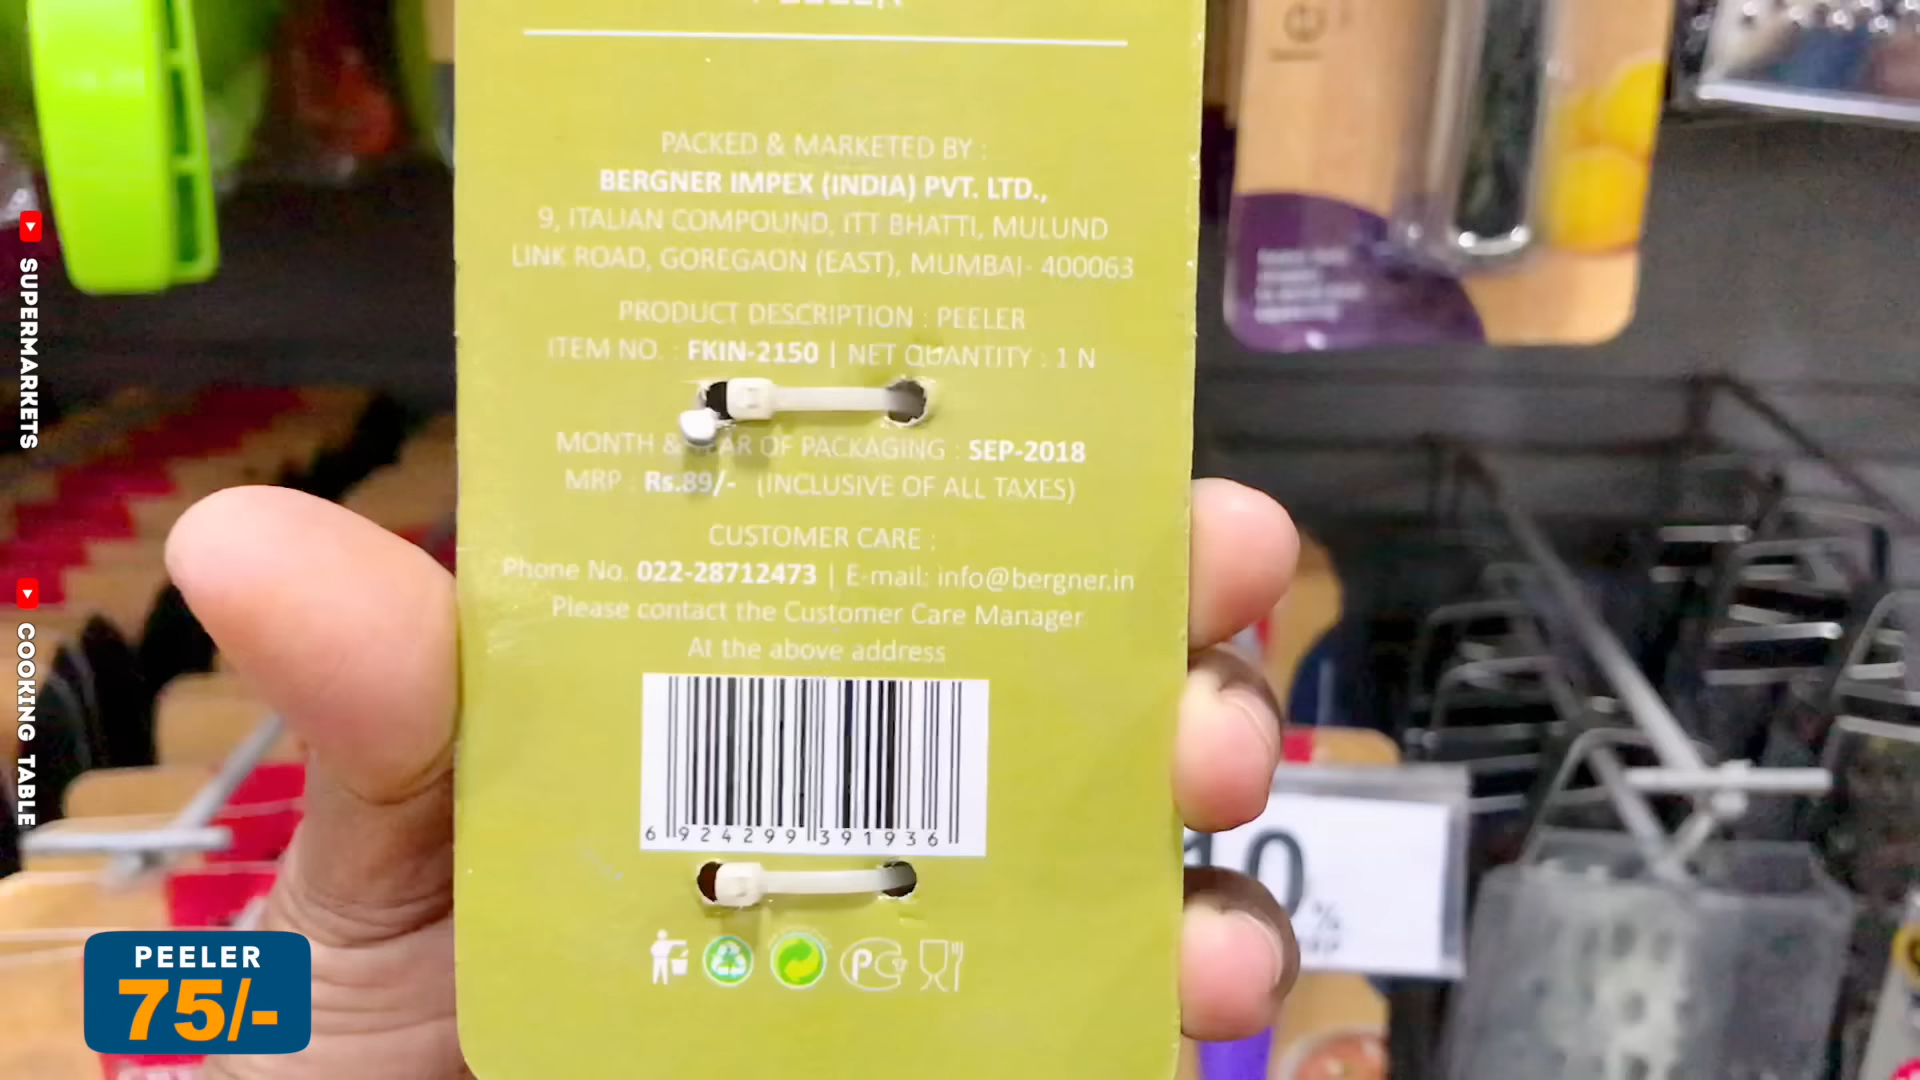 PEELER
PACKED & MARKETED BY :
BERGNER IMPEX (INDIA) PVT. LTD.,
9, ITALIAN COMPOUND, ITT BHATTI, MULUND
LINK ROAD, GOREGAON (EAST), MUMBAI- 400063
PRODUCT DESCRIPTION : PEELER
ITEM NO. : FKIN-2150 | NET QUANTITY : 1 N
MONTH & YEAR OF PACKAGING : SEP-2018
MRP : Rs.89/- (INCLUSIVE OF ALL TAXES)
CUSTOMER CARE :
Phone No. 022-28712473 | E-mail: info@bergner.in
Please contact the Customer Care Manager
At the above address
6 924299 391936
10%
SUPERMARKETS
COOKING TABLE
PEELER
75/-